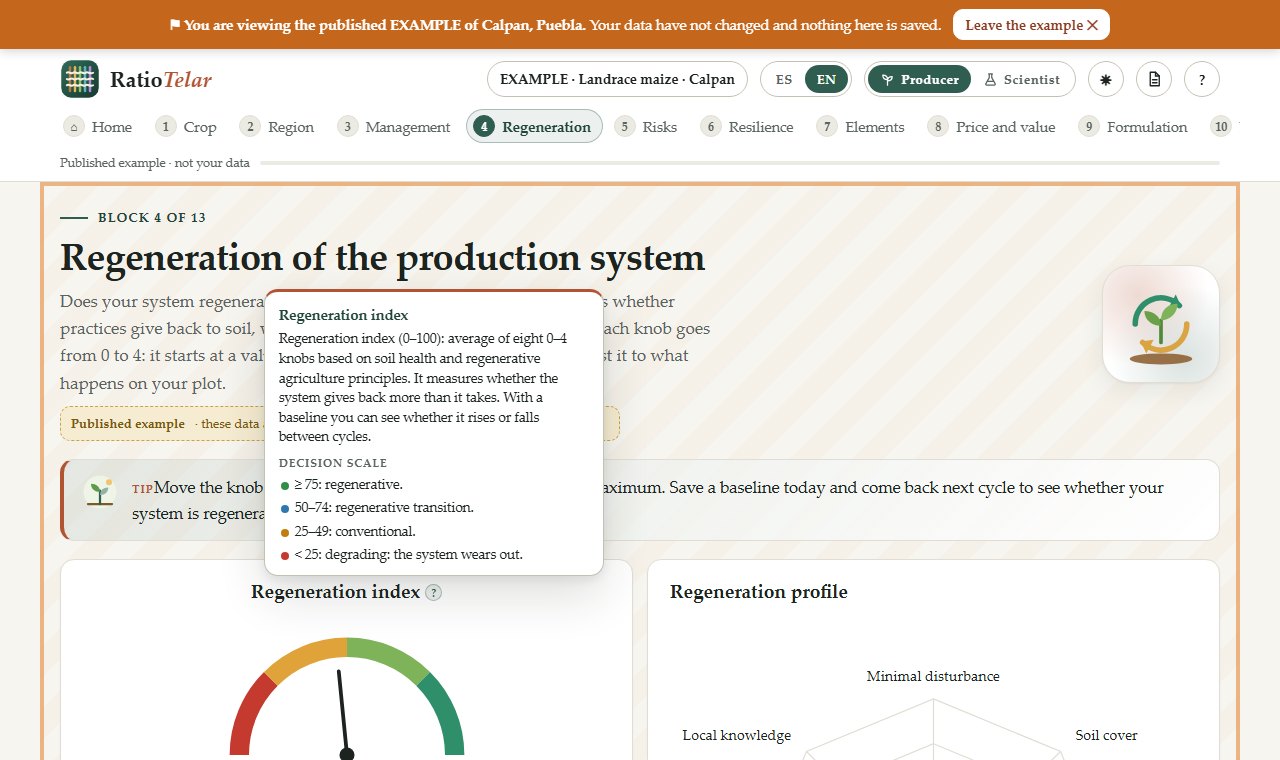 ⚑ You are viewing the published EXAMPLE of Calpan, Puebla. Your data have not changed and nothing here is saved. Leave the example ✕
RatioTelar
EXAMPLE · Landrace maize · Calpan
ES EN
Producer Scientist
?
⌂ Home 1 Crop 2 Region 3 Management 4 Regeneration 5 Risks 6 Resilience 7 Elements 8 Price and value 9 Formulation 10
Published example · not your data
BLOCK 4 OF 13
Regeneration of the production system
Does your system regenera s whether
practices give back to soil, ach knob goes
from 0 to 4: it starts at a val st it to what
happens on your plot.
Published example · these data
Regeneration index
Regeneration index (0–100): average of eight 0–4
knobs based on soil health and regenerative
agriculture principles. It measures whether the
system gives back more than it takes. With a
baseline you can see whether it rises or falls
between cycles.
DECISION SCALE
≥ 75: regenerative.
50–74: regenerative transition.
25–49: conventional.
< 25: degrading: the system wears out.
TIP Move the knob aximum. Save a baseline today and come back next cycle to see whether your
system is regenera
Regeneration index ?
Regeneration profile
Minimal disturbance
Local knowledge
Soil cover